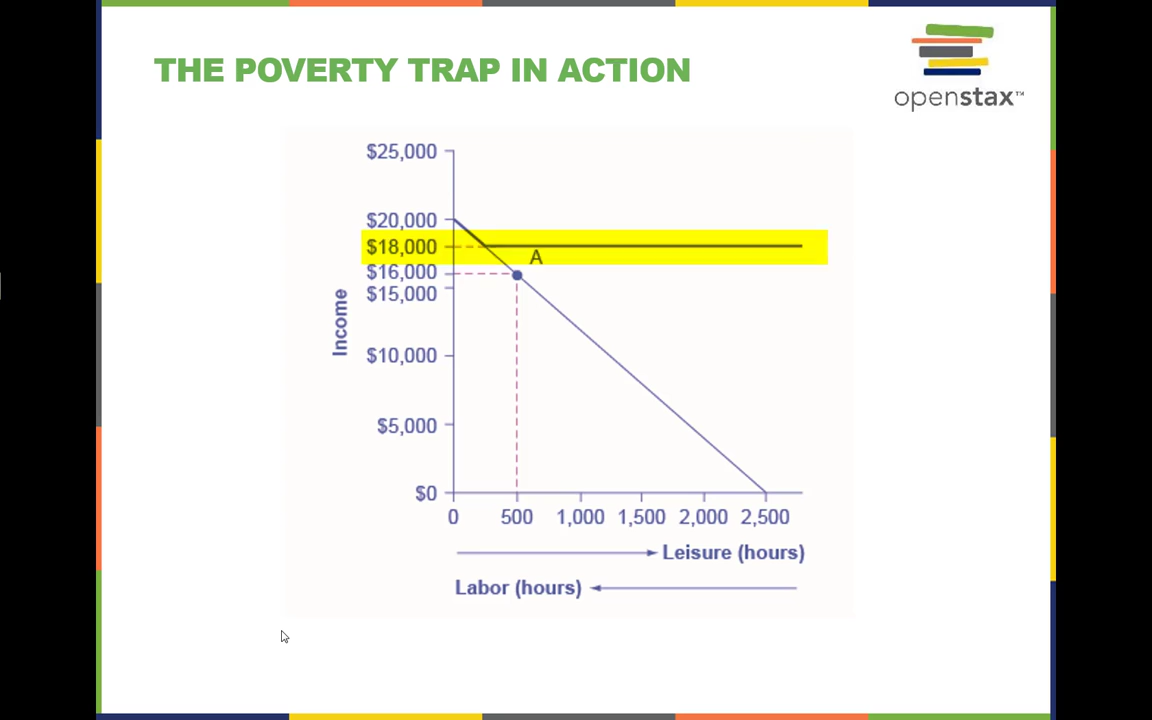 THE POVERTY TRAP IN ACTION
openstax™
$25,000
$20,000
$18,000
A
$16,000
$15,000
Income
$10,000
$5,000
$0
0 500 1,000 1,500 2,000 2,500
Leisure (hours)
Labor (hours)